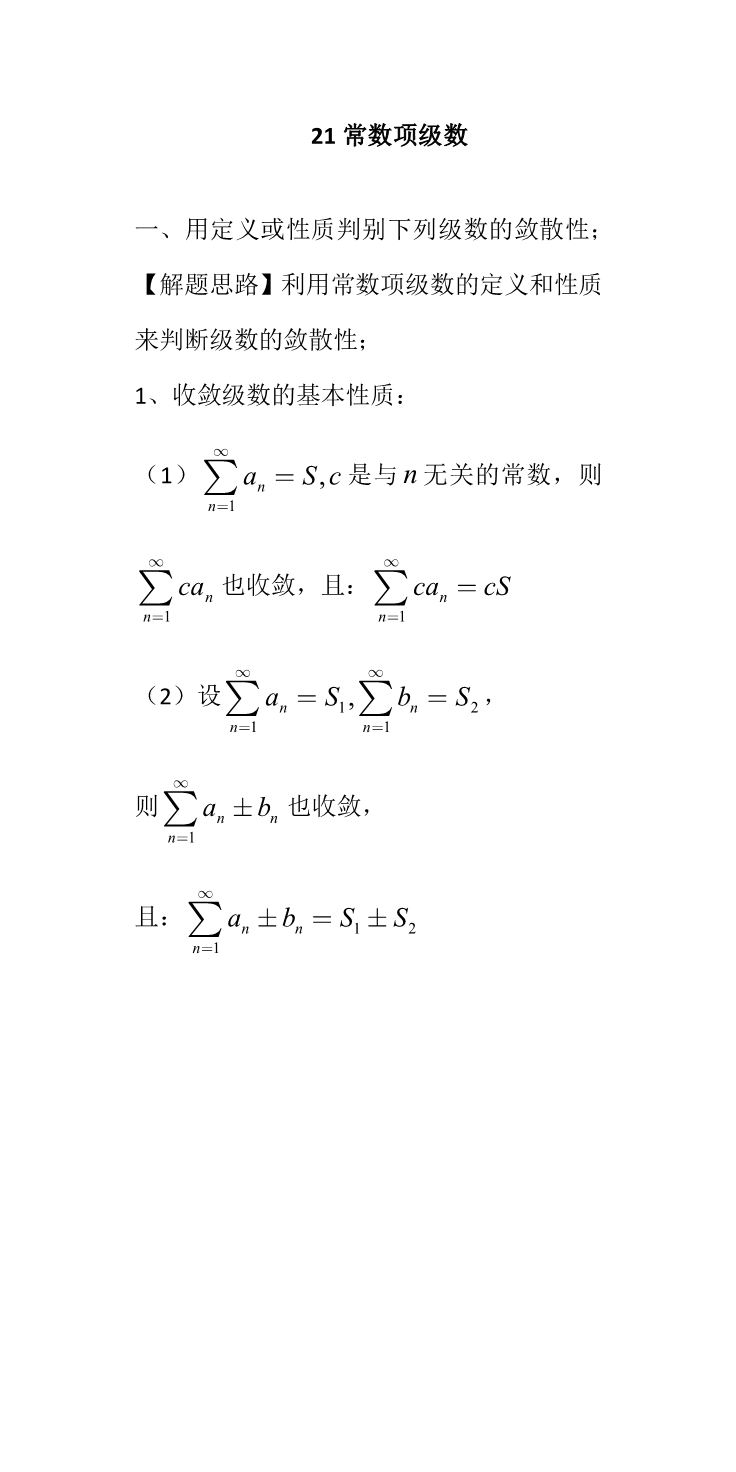 21 常数项级数
一、用定义或性质判别下列级数的敛散性；
【解题思路】利用常数项级数的定义和性质
来判断级数的敛散性；
1、收敛级数的基本性质：
（1）$\sum_{n=1}^{\infty} a_n = S, c$ 是与 $n$ 无关的常数，则
$\sum_{n=1}^{\infty} ca_n$ 也收敛，且：$\sum_{n=1}^{\infty} ca_n = cS$
（2）设$\sum_{n=1}^{\infty} a_n = S_1, \sum_{n=1}^{\infty} b_n = S_2$，
则$\sum_{n=1}^{\infty} a_n \pm b_n$ 也收敛，
且：$\sum_{n=1}^{\infty} a_n \pm b_n = S_1 \pm S_2$